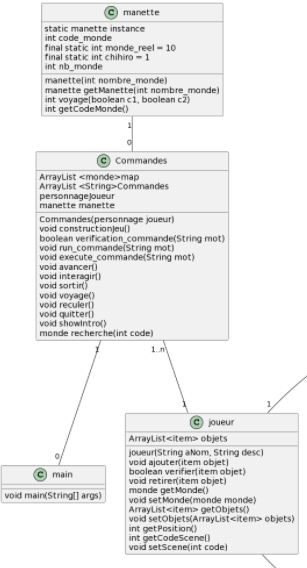 C manette
static manette instance
int code_monde
final static int monde_reel = 10
final static int chihiro = 1
int nb_monde
manette(int nombre_monde)
manette getManette(int nombre_monde)
int voyage(boolean c1, boolean c2)
int getCodeMonde()
1
0
C Commandes
ArrayList <monde>map
ArrayList <String>Commandes
personnageJoueur
manette manette
Commandes(personnage joueur)
void constructionJeu()
boolean verification_commande(String mot)
void run_commande(String mot)
void execute_commande(String mot)
void avancer()
void interagir()
void sortir()
void voyage()
void reculer()
void quitter()
void showIntro()
monde recherche(int code)
1
1..n
0
1
1
C main
void main(String[] args)
C joueur
ArrayList<item> objets
joueur(String aNom, String desc)
void ajouter(item objet)
boolean verifier(item objet)
void retirer(item objet)
monde getMonde()
void setMonde(monde monde)
ArrayList<item> getObjets()
void setObjets(ArrayList<item> objets)
int getPosition()
int getCodeScene()
void setScene(int code)